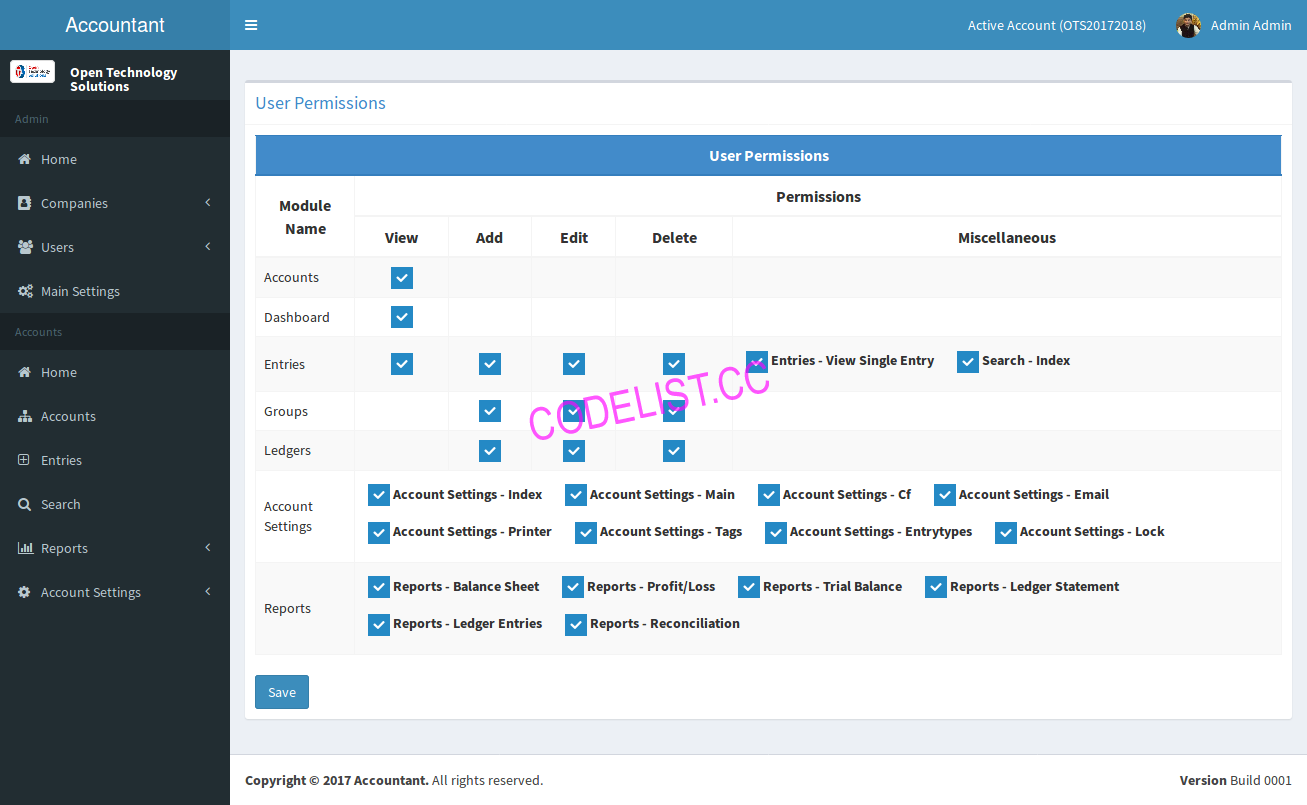 Accountant
Active Account (OTS20172018)
Admin Admin
Open Technology
Solutions
Admin
Home
Companies
Users
Main Settings
Accounts
Home
Accounts
Entries
Search
Reports
Account Settings
User Permissions
User Permissions
Module
Name
Permissions
View Add Edit Delete Miscellaneous
Accounts
Dashboard
Entries Entries - View Single Entry Search - Index
CODELIST.CC
Groups
Ledgers
Account
Settings
Account Settings - Index Account Settings - Main Account Settings - Cf Account Settings - Email
Account Settings - Printer Account Settings - Tags Account Settings - Entrytypes Account Settings - Lock
Reports
Reports - Balance Sheet Reports - Profit/Loss Reports - Trial Balance Reports - Ledger Statement
Reports - Ledger Entries Reports - Reconciliation
Save
Copyright © 2017 Accountant. All rights reserved.
Version Build 0001